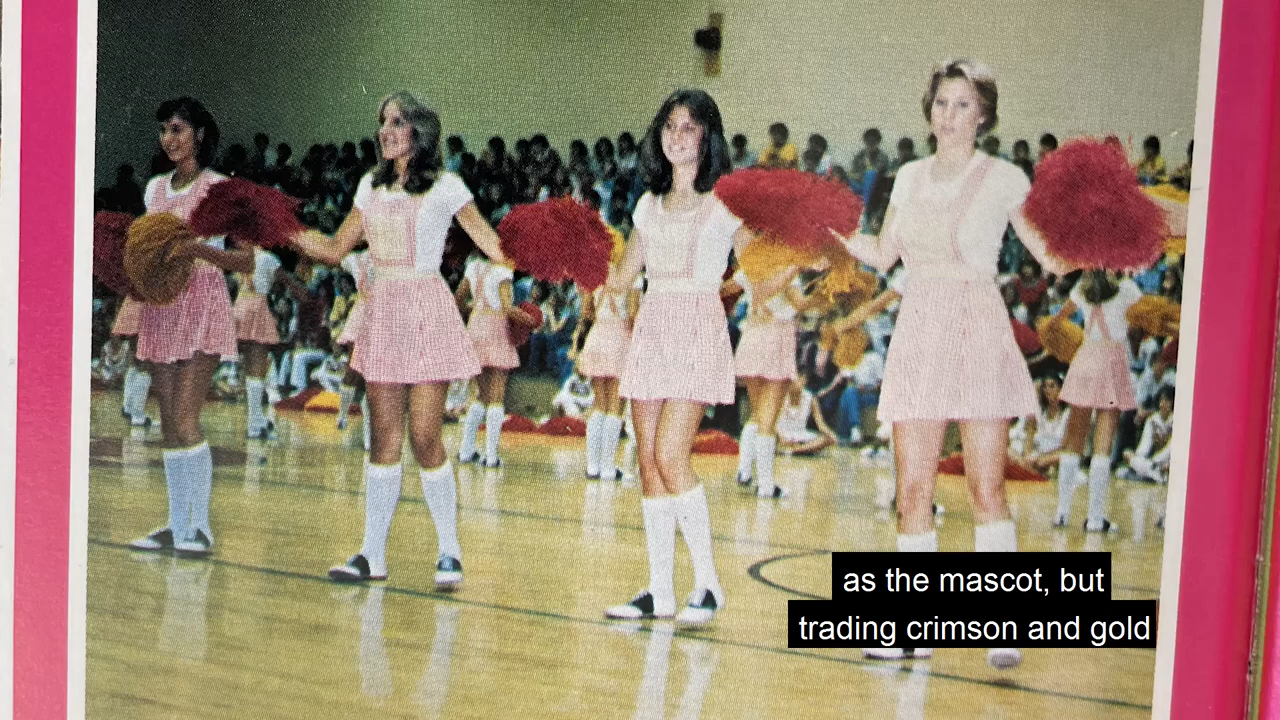 as the mascot, but
trading crimson and gold